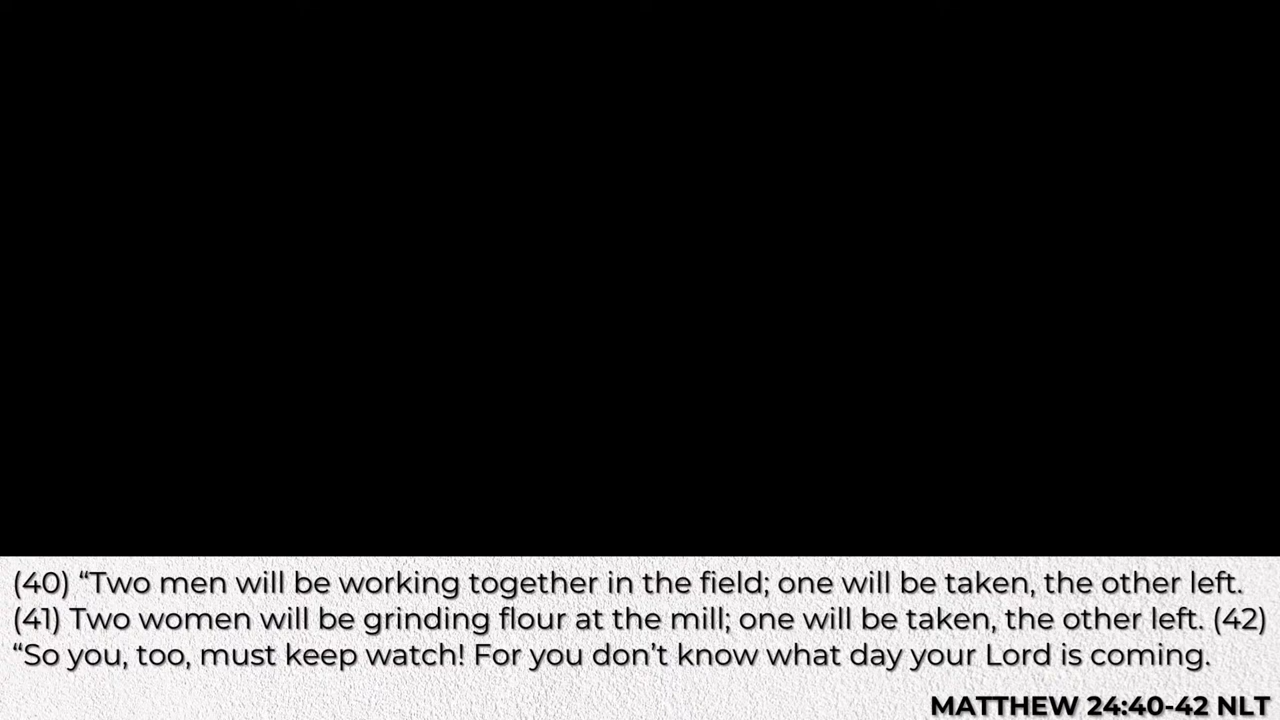 (40) “Two men will be working together in the field; one will be taken, the other left.
(41) Two women will be grinding flour at the mill; one will be taken, the other left. (42)
“So you, too, must keep watch! For you don’t know what day your Lord is coming.
MATTHEW 24:40-42 NLT